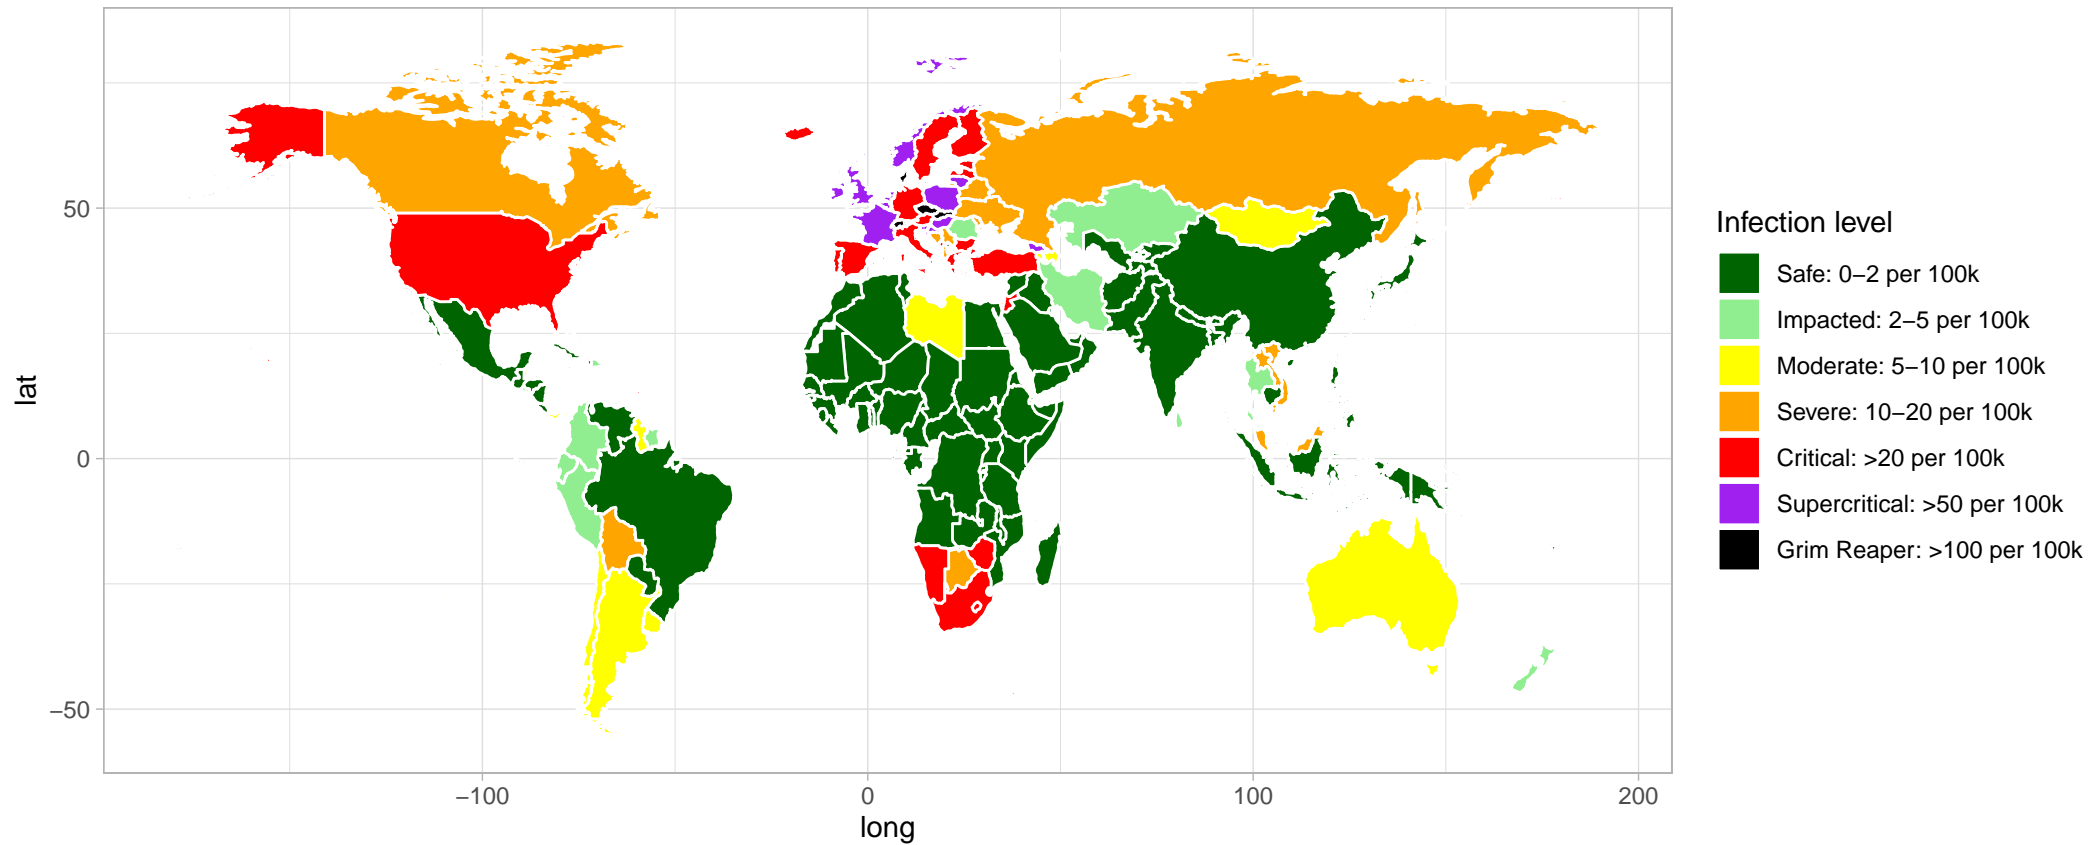 50
0
−50
lat
−100
0
100
200
long
Infection level
Safe: 0−2 per 100k
Impacted: 2−5 per 100k
Moderate: 5−10 per 100k
Severe: 10−20 per 100k
Critical: >20 per 100k
Supercritical: >50 per 100k
Grim Reaper: >100 per 100k